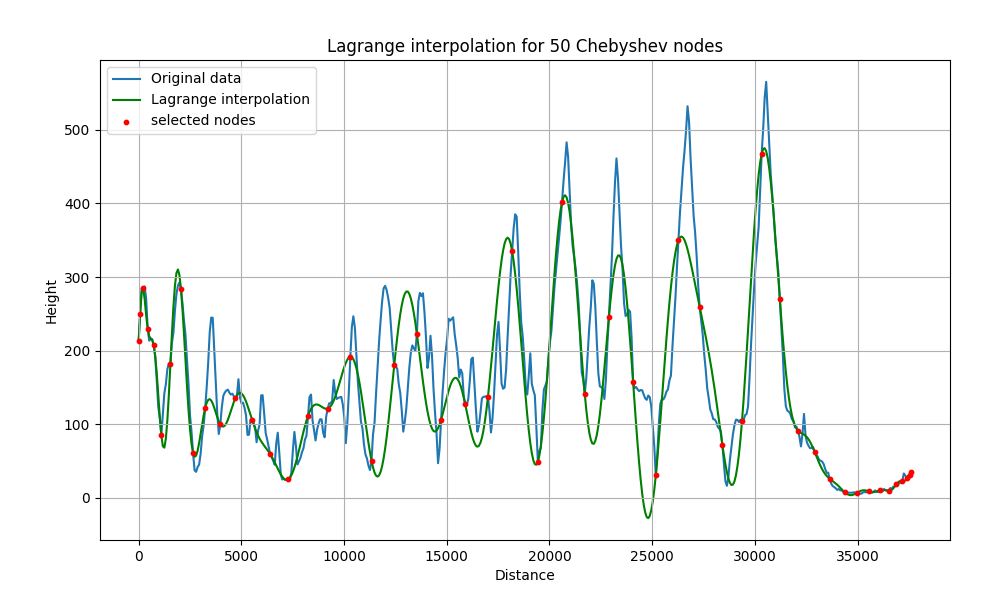 Lagrange interpolation for 50 Chebyshev nodes
Original data
Lagrange interpolation
selected nodes
Height
500
400
300
200
100
0
0 5000 10000 15000 20000 25000 30000 35000
Distance